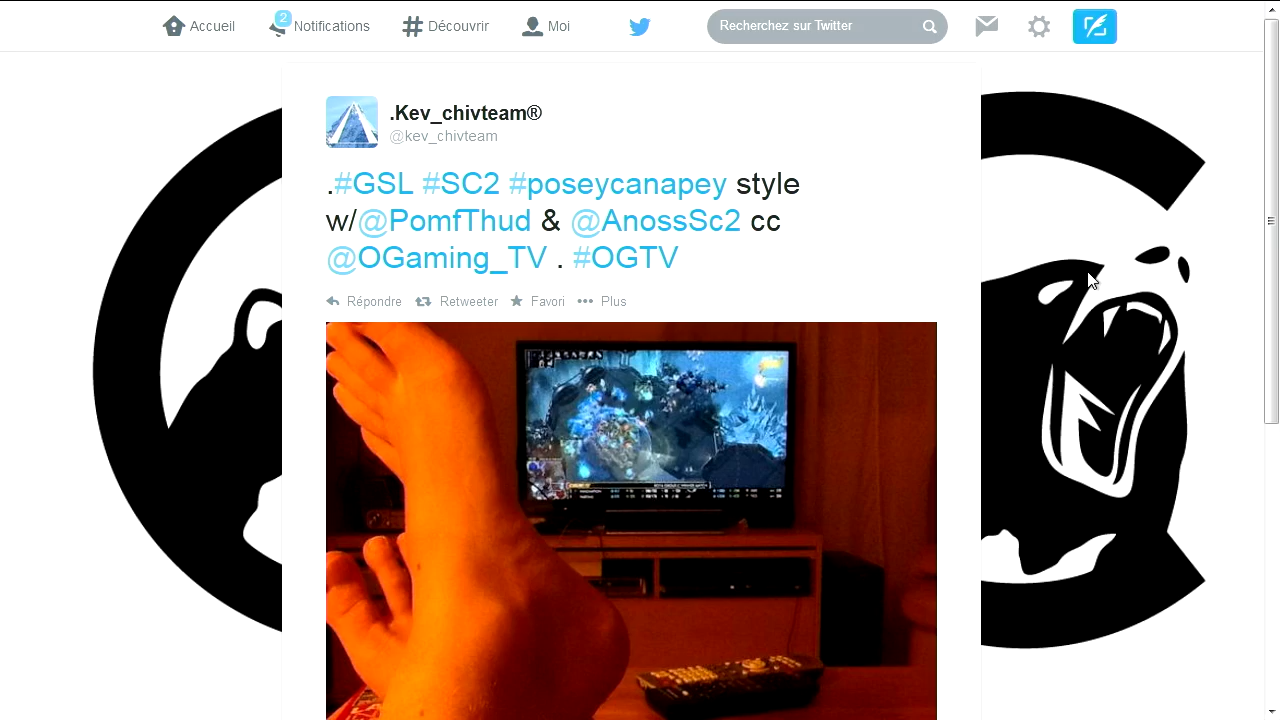 Accueil 2 Notifications Découvrir Moi Recherchez sur Twitter
.Kev_chivteam®
@kev_chivteam
.#GSL #SC2 #poseycanapey style
w/@PomfThud & @AnossSc2 cc
@OGaming_TV . #OGTV
Répondre Retweeter Favori Plus